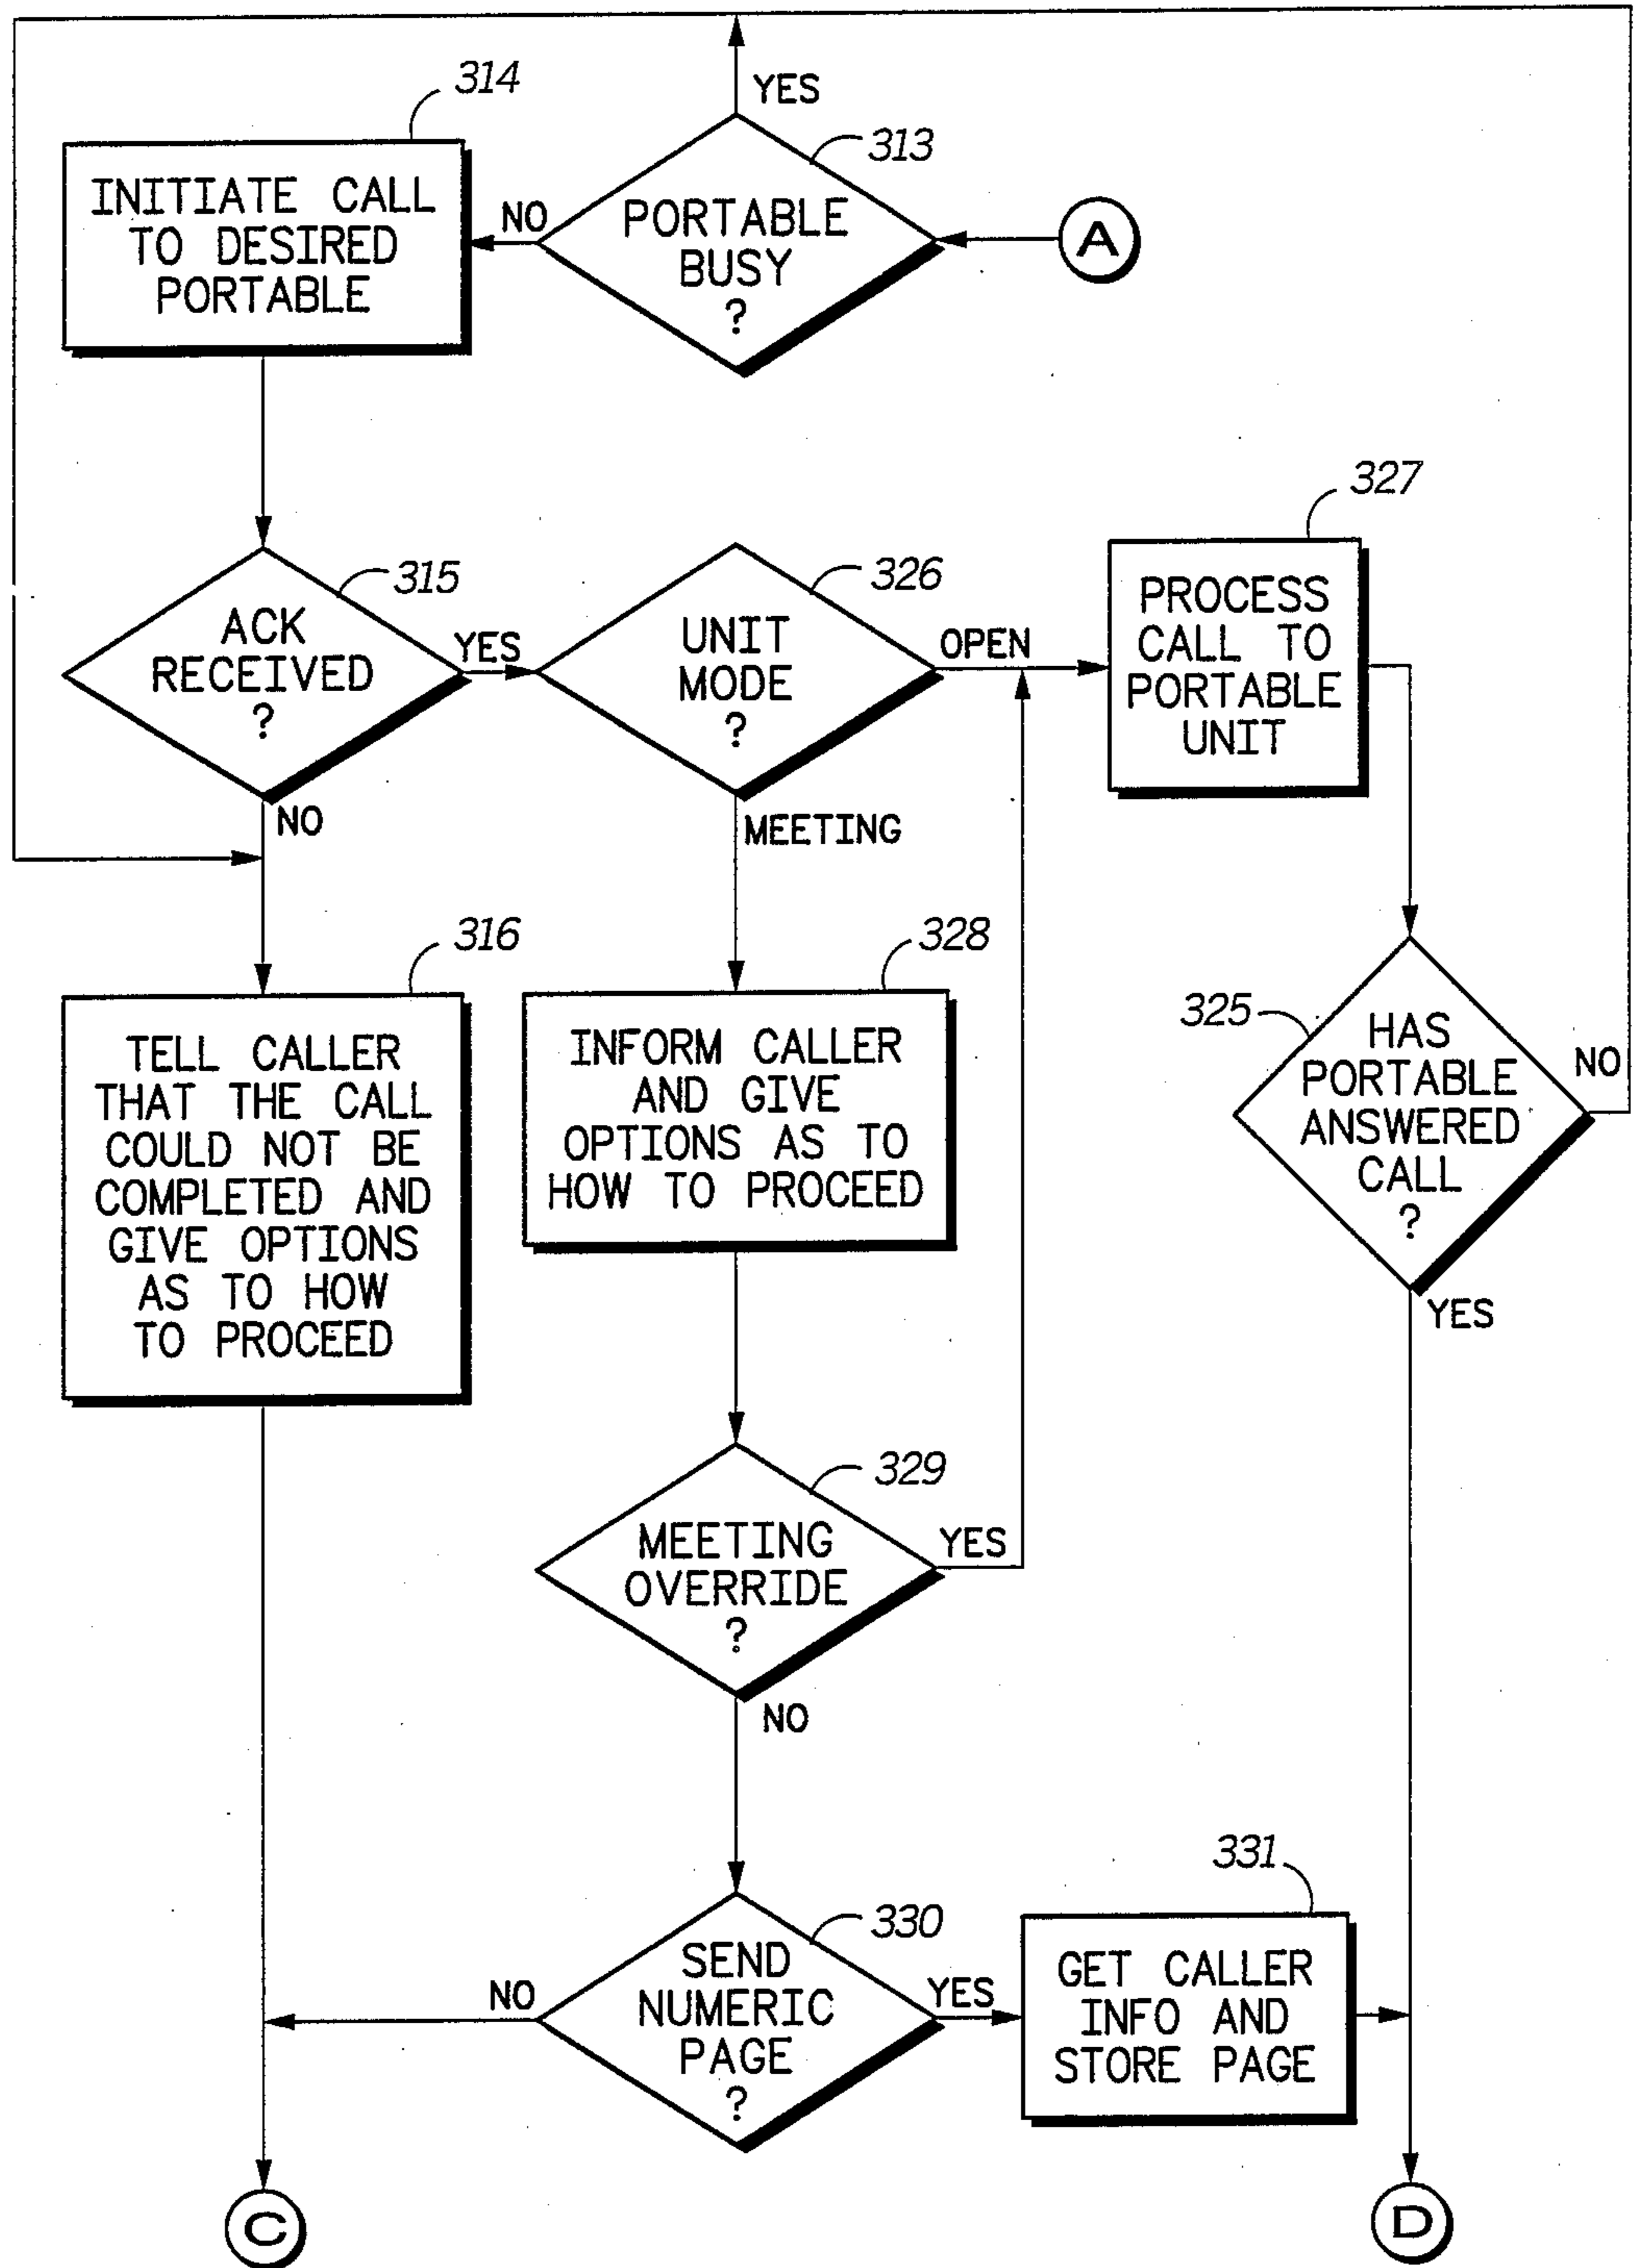 YES
314
313
INITIATE CALL
TO DESIRED
PORTABLE
NO
PORTABLE
BUSY
?
A
327
315
326
ACK
RECEIVED
?
YES
UNIT
MODE
?
OPEN
PROCESS
CALL TO
PORTABLE
UNIT
NO
MEETING
316
328
325
TELL CALLER
THAT THE CALL
COULD NOT BE
COMPLETED AND
GIVE OPTIONS
AS TO HOW
TO PROCEED
INFORM CALLER
AND GIVE
OPTIONS AS TO
HOW TO PROCEED
HAS
PORTABLE
ANSWERED
CALL
?
NO
YES
329
MEETING
OVERRIDE
?
YES
NO
331
330
SEND
NUMERIC
PAGE
?
NO
YES
GET CALLER
INFO AND
STORE PAGE
C
D